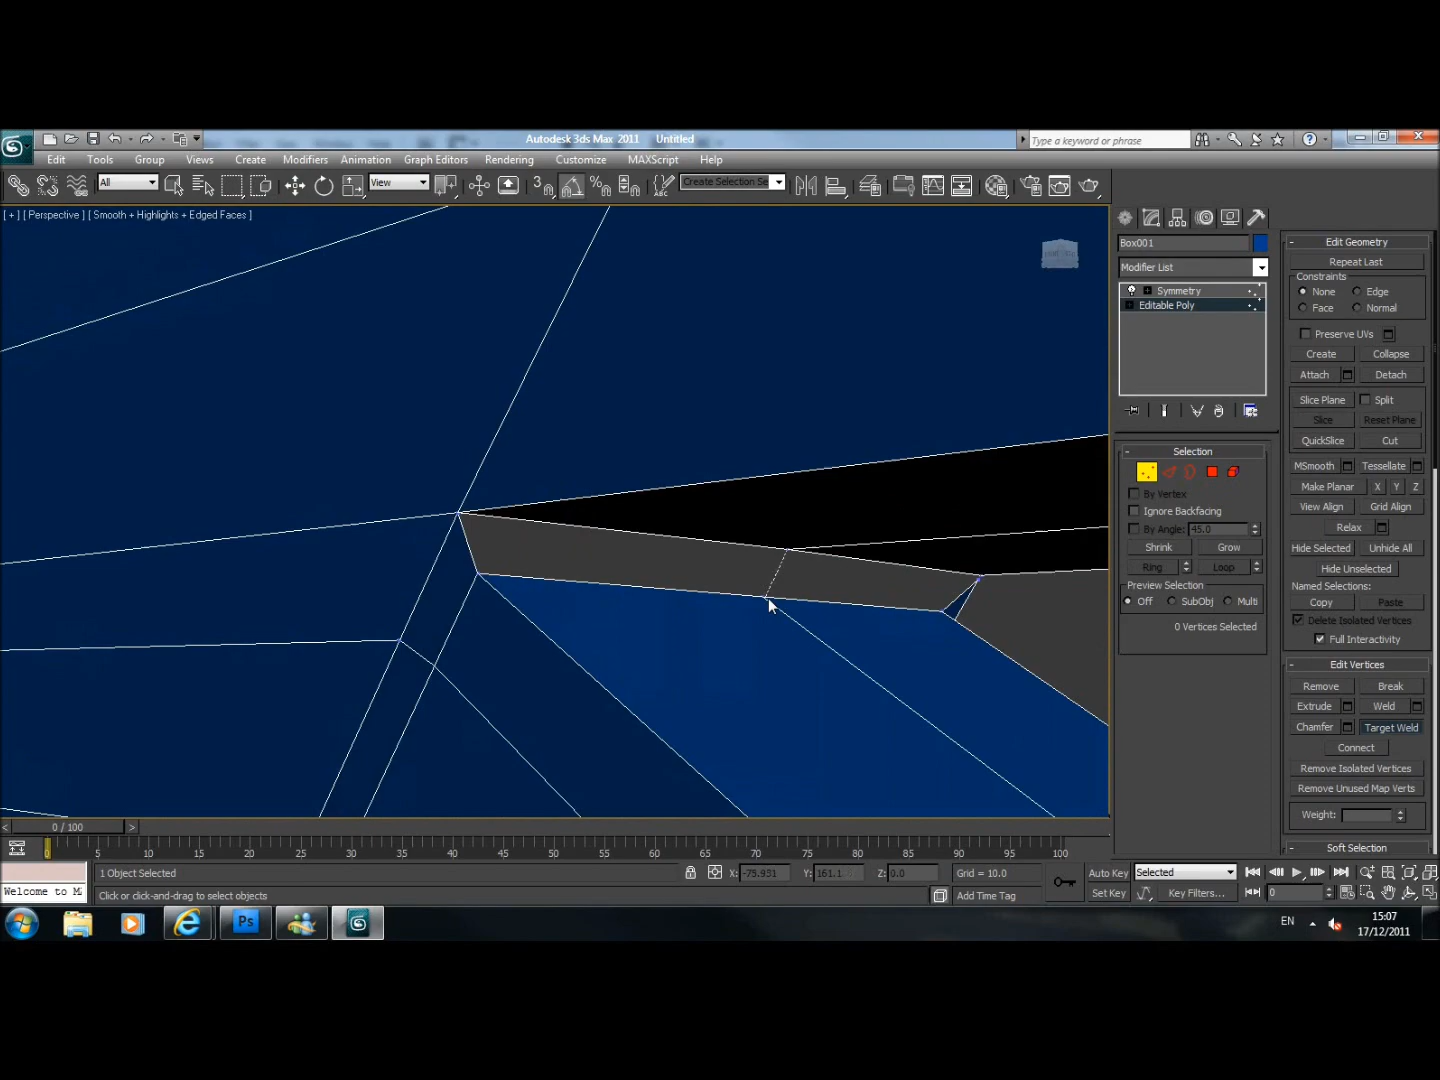 Autodesk 3ds Max 2011 Untitled
Type a keyword or phrase
Edit Tools Group Views Create Modifiers Animation Graph Editors Rendering Customize MAXScript Help
All
View
3
ABC
Create Selection Se
[ + ] [ Perspective ] [ Smooth + Highlights + Edged Faces ]
Box001
Modifier List
Symmetry
Editable Poly
Selection
By Vertex
Ignore Backfacing
By Angle: 45.0
Shrink Grow
Ring Loop
Preview Selection
Off SubObj Multi
0 Vertices Selected
Edit Geometry
Repeat Last
Constraints
None Edge
Face Normal
Preserve UVs
Create Collapse
Attach Detach
Slice Plane Split
Slice Reset Plane
QuickSlice Cut
MSmooth Tessellate
Make Planar X Y Z
View Align Grid Align
Relax
Hide Selected Unhide All
Hide Unselected
Named Selections:
Copy Paste
Delete Isolated Vertices
Full Interactivity
Edit Vertices
Remove Break
Extrude Weld
Chamfer Target Weld
Connect
Remove Isolated Vertices
Remove Unused Map Verts
Weight:
Soft Selection
0 / 100
0 5 10 15 20 25 30 35 40 45 50 55 60 65 70 75 80 85 90 95 100
1 Object Selected
X: -75.931 Y: 161.1 Z: 0.0
Grid = 10.0
Auto Key Selected
Welcome to M
Click or click-and-drag to select objects
Add Time Tag
Set Key Key Filters... 0
Ps
EN
15:07
17/12/2011